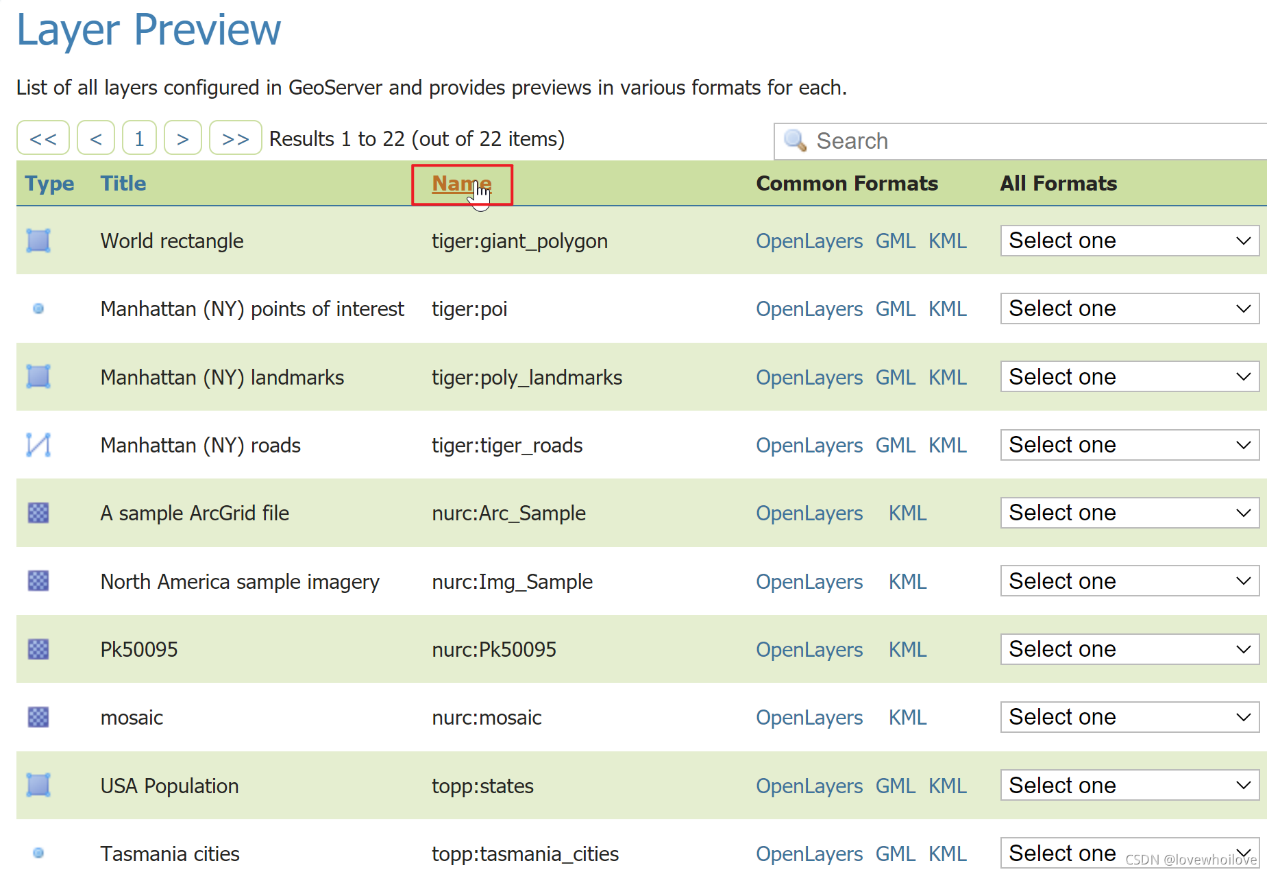 Layer Preview
List of all layers configured in GeoServer and provides previews in various formats for each.
<< < 1 > >> Results 1 to 22 (out of 22 items) Search
Type Title Name Common Formats All Formats
World rectangle tiger:giant_polygon OpenLayers GML KML Select one
Manhattan (NY) points of interest tiger:poi OpenLayers GML KML Select one
Manhattan (NY) landmarks tiger:poly_landmarks OpenLayers GML KML Select one
Manhattan (NY) roads tiger:tiger_roads OpenLayers GML KML Select one
A sample ArcGrid file nurc:Arc_Sample OpenLayers KML Select one
North America sample imagery nurc:Img_Sample OpenLayers KML Select one
Pk50095 nurc:Pk50095 OpenLayers KML Select one
mosaic nurc:mosaic OpenLayers KML Select one
USA Population topp:states OpenLayers GML KML Select one
Tasmania cities topp:tasmania_cities OpenLayers GML KML Select one
CSDN @lovewhoilove